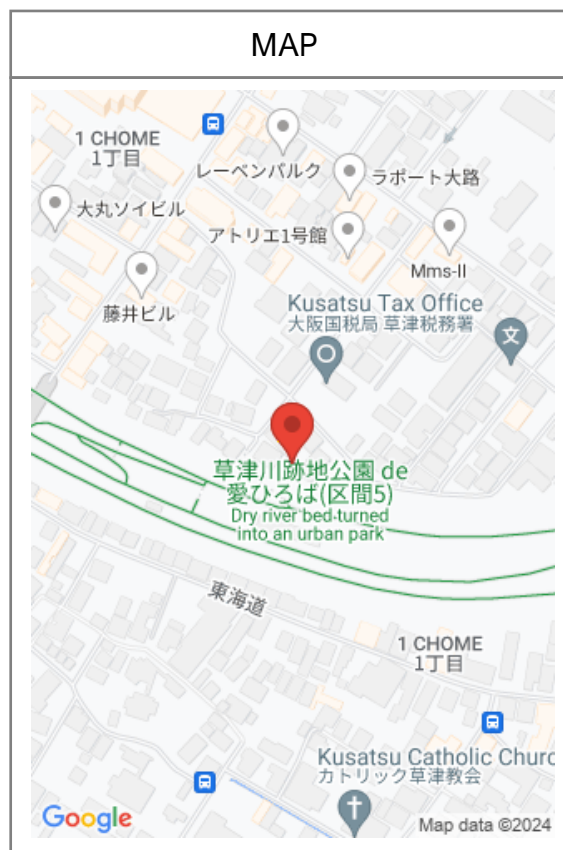 MAP
1 CHOME
1丁目
レーベンパルク
ラポート大路
大丸ソイビル
アトリエ1号館
Mms-II
藤井ビル
Kusatsu Tax Office
大阪国税局 草津税務署
文
草津川跡地公園 de
愛ひろば(区間5)
Dry river bed turned
into an urban park
東海道
1 CHOME
1丁目
Kusatsu Catholic Churc
カトリック草津教会
Google
Map data ©2024